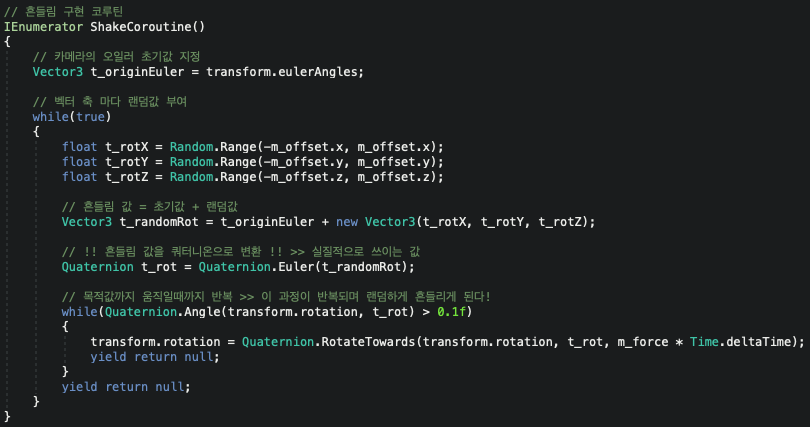 // 흔들림 구현 코루틴
IEnumerator ShakeCoroutine()
{
    // 카메라의 오일러 초기값 지정
    Vector3 t_originEuler = transform.eulerAngles;

    // 벡터 축 마다 랜덤값 부여
    while(true)
    {
        float t_rotX = Random.Range(-m_offset.x, m_offset.x);
        float t_rotY = Random.Range(-m_offset.y, m_offset.y);
        float t_rotZ = Random.Range(-m_offset.z, m_offset.z);

        // 흔들림 값 = 초기값 + 랜덤값
        Vector3 t_randomRot = t_originEuler + new Vector3(t_rotX, t_rotY, t_rotZ);

        // !! 흔들림 값을 쿼터니온으로 변환 !! >> 실질적으로 쓰이는 값
        Quaternion t_rot = Quaternion.Euler(t_randomRot);

        // 목적값까지 움직일때까지 반복 >> 이 과정이 반복되며 랜덤하게 흔들리게 된다!
        while(Quaternion.Angle(transform.rotation, t_rot) > 0.1f)
        {
            transform.rotation = Quaternion.RotateTowards(transform.rotation, t_rot, m_force * Time.deltaTime);
            yield return null;
        }
        yield return null;
    }
}